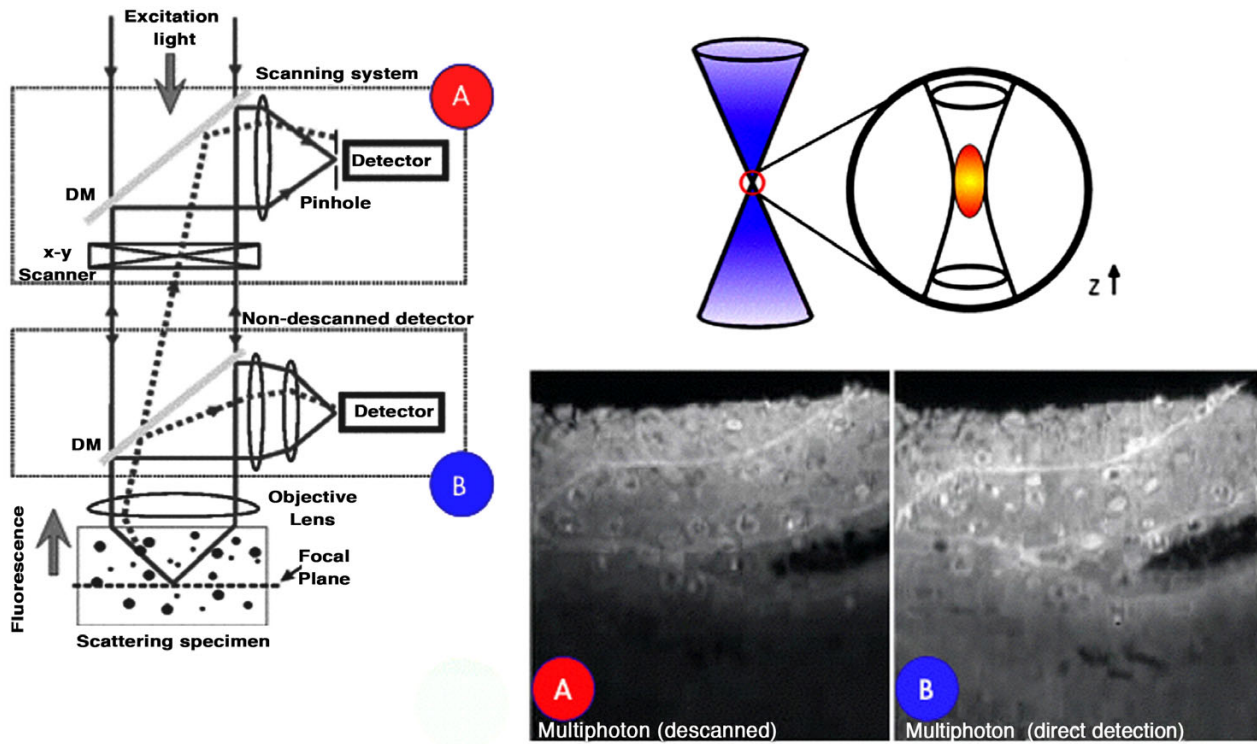 Excitation
light
Scanning system
A
Detector
DM
Pinhole
x-y
Scanner
Non-descanned detector
Detector
DM
B
Objective
Lens
Fluorescence
Focal
Plane
Scattering specimen
Z
A
Multiphoton (descanned)
B
Multiphoton (direct detection)